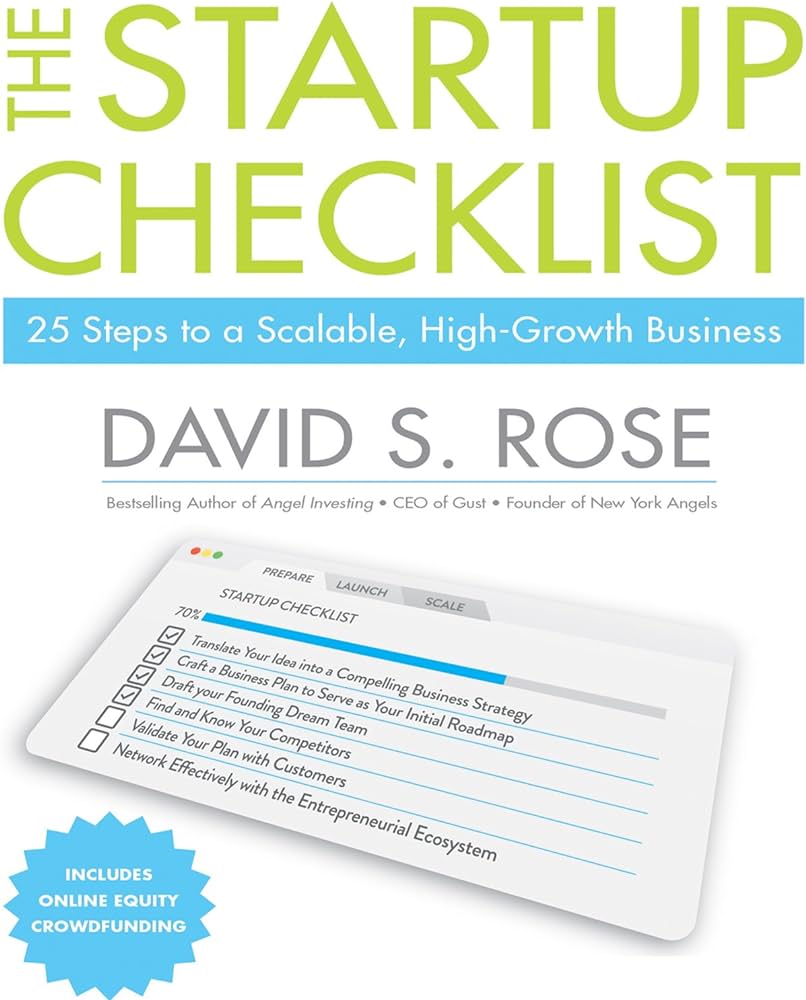 THE STARTUP
CHECKLIST
25 Steps to a Scalable, High-Growth Business
DAVID S. ROSE
Bestselling Author of Angel Investing • CEO of Gust • Founder of New York Angels
PREPARE
LAUNCH
SCALE
STARTUP CHECKLIST
70%
Translate Your Idea into a Compelling Business Strategy
Craft a Business Plan to Serve as Your Initial Roadmap
Draft your Founding Dream Team
Find and Know Your Competitors
Validate Your Plan with Customers
Network Effectively with the Entrepreneurial Ecosystem
INCLUDES
ONLINE EQUITY
CROWDFUNDING